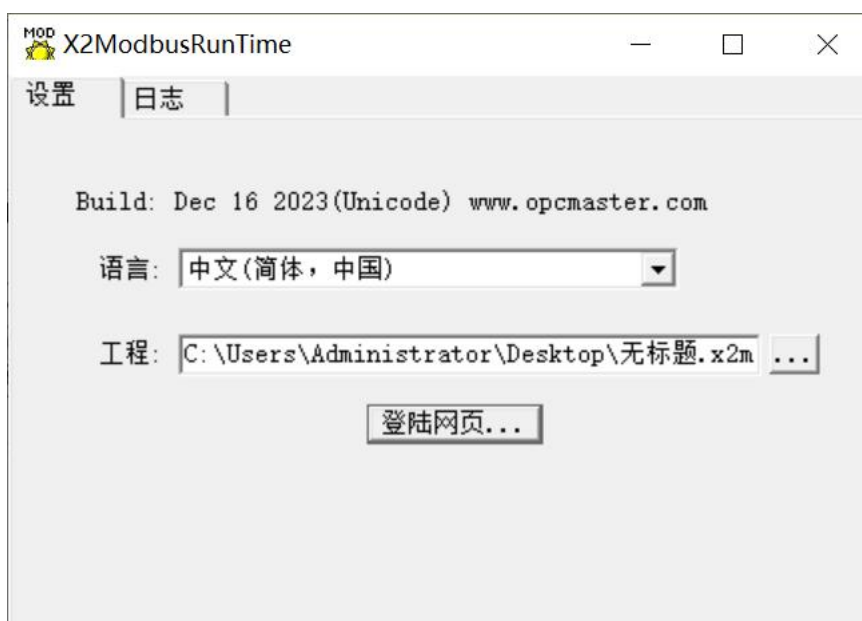 MOD
X2ModbusRunTime
设置 日志
Build: Dec 16 2023(Unicode) www.opcmaster.com
语言: 中文(简体，中国)
工程: C:\Users\Administrator\Desktop\无标题.x2m ...
登陆网页...